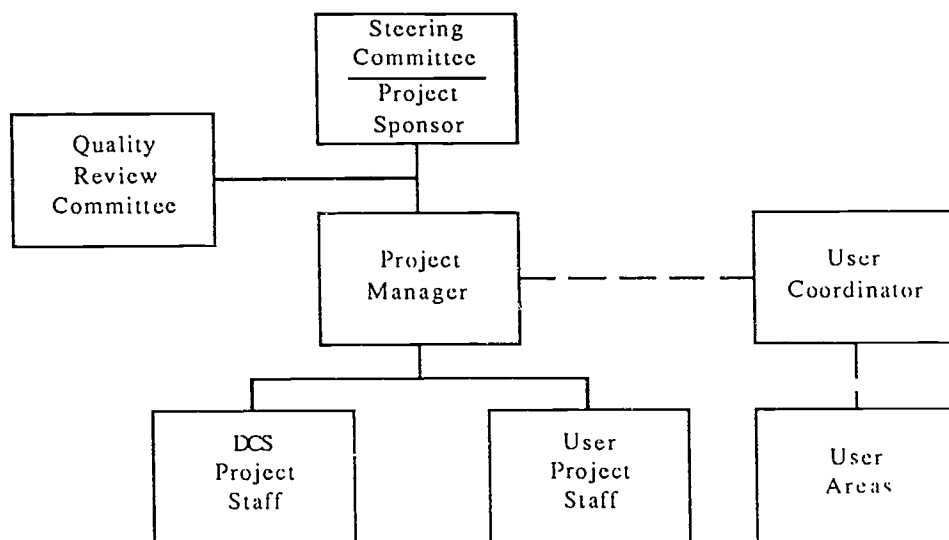 Steering
Committee
Project
Sponsor
Quality
Review
Committee
Project
Manager
User
Coordinator
DCS
Project
Staff
User
Project
Staff
User
Areas